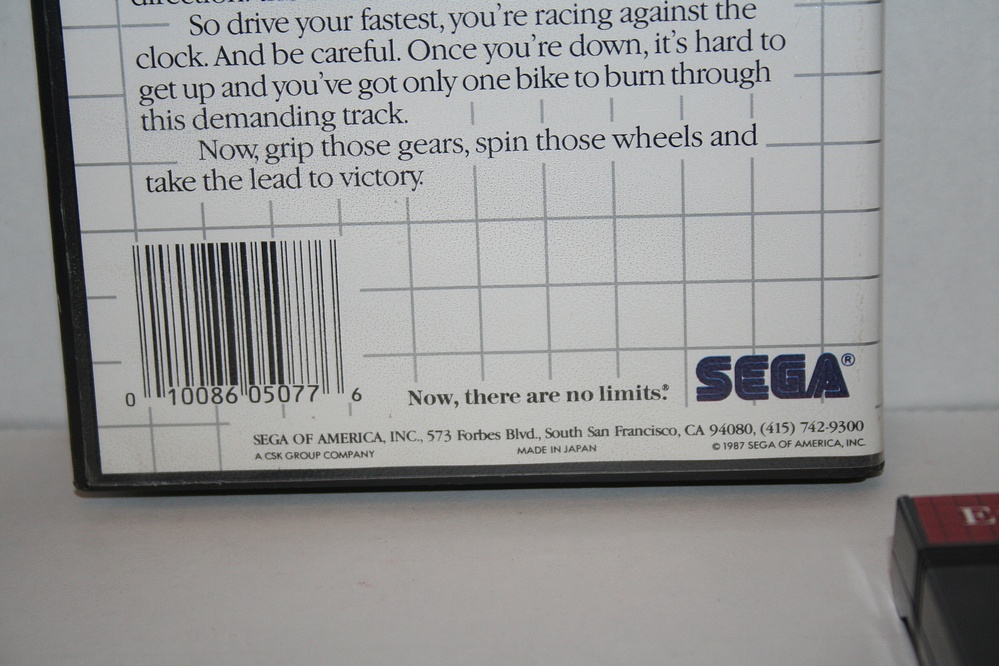 So drive your fastest, you're racing against the
clock. And be careful. Once you're down, it's hard to
get up and you've got only one bike to burn through
this demanding track.
Now, grip those gears, spin those wheels and
take the lead to victory.
0 10086 05077 6
Now, there are no limits.®
SEGA®
SEGA OF AMERICA, INC., 573 Forbes Blvd., South San Francisco, CA 94080, (415) 742-9300
A CSK GROUP COMPANY
MADE IN JAPAN
© 1987 SEGA OF AMERICA, INC.
E